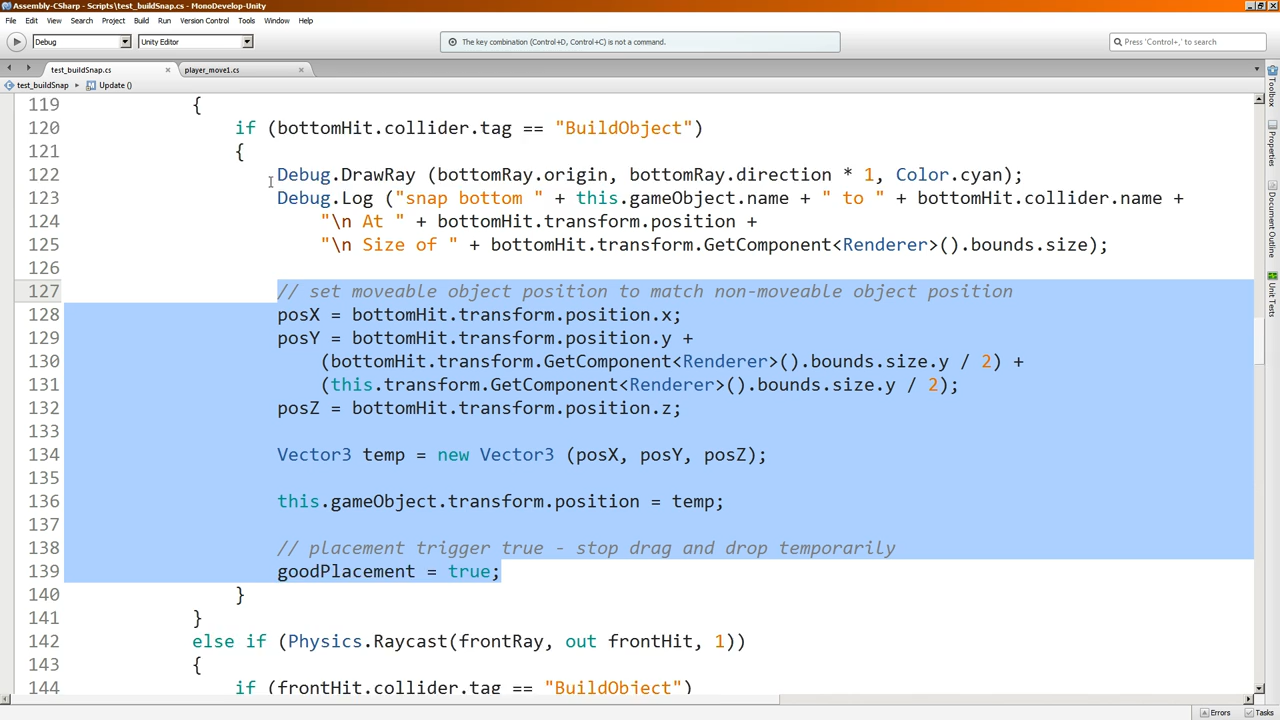 Assembly-CSharp - Scripts\test_buildSnap.cs - MonoDevelop-Unity
File Edit View Search Project Build Run Version Control Tools Window Help
Debug Unity Editor The key combination (Control+D, Control+C) is not a command. Press 'Control+,' to search
test_buildSnap.cs player_move1.cs
test_buildSnap Update ()
119 {
120 if (bottomHit.collider.tag == "BuildObject")
121 {
122 Debug.DrawRay (bottomRay.origin, bottomRay.direction * 1, Color.cyan);
123 Debug.Log ("snap bottom " + this.gameObject.name + " to " + bottomHit.collider.name +
124 "\n At " + bottomHit.transform.position +
125 "\n Size of " + bottomHit.transform.GetComponent<Renderer>().bounds.size);
126
127 // set moveable object position to match non-moveable object position
128 posX = bottomHit.transform.position.x;
129 posY = bottomHit.transform.position.y +
130 (bottomHit.transform.GetComponent<Renderer>().bounds.size.y / 2) +
131 (this.transform.GetComponent<Renderer>().bounds.size.y / 2);
132 posZ = bottomHit.transform.position.z;
133
134 Vector3 temp = new Vector3 (posX, posY, posZ);
135
136 this.gameObject.transform.position = temp;
137
138 // placement trigger true - stop drag and drop temporarily
139 goodPlacement = true;
140 }
141 }
142 else if (Physics.Raycast(frontRay, out frontHit, 1))
143 {
144 if (frontHit.collider.tag == "BuildObject")
Toolbox
Properties
Document Outline
Unit Tests
Errors Tasks